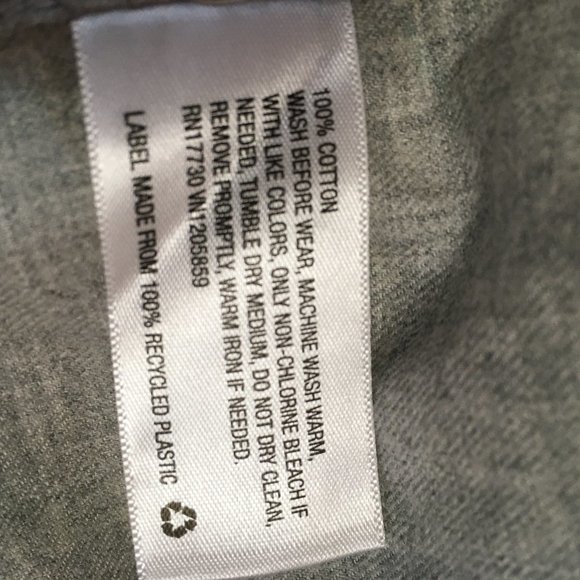 100% COTTON
WASH BEFORE WEAR, MACHINE WASH WARM,
WITH LIKE COLORS, ONLY NON-CHLORINE BLEACH IF
NEEDED, TUMBLE DRY MEDIUM, DO NOT DRY CLEAN,
REMOVE PROMPTLY, WARM IRON IF NEEDED.
RN17730 VN1205859
LABEL MADE FROM 100% RECYCLED PLASTIC